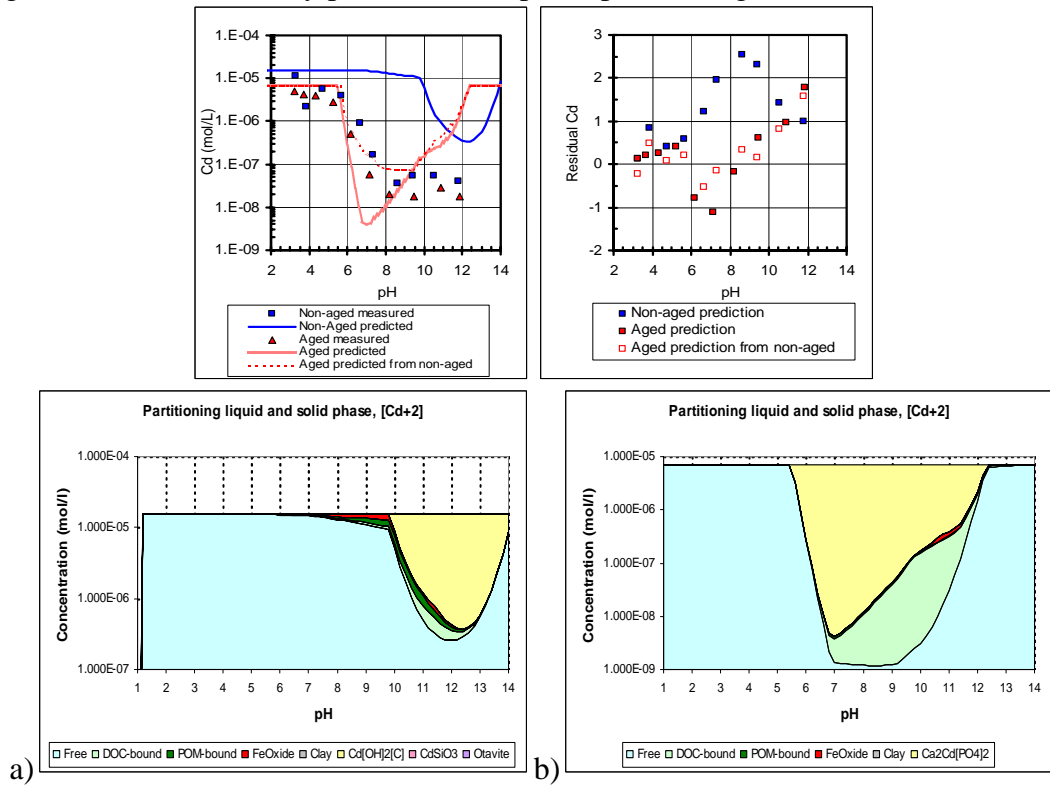 1.E-04
1.E-05
1.E-06
1.E-07
1.E-08
1.E-09
Cd (mol/L)
2 4 6 8 10 12 14
pH
Non-aged measured
Non-Aged predicted
Aged measured
Aged predicted
Aged predicted from non-aged
3
2
1
0
-1
-2
Residual Cd
2 4 6 8 10 12 14
pH
Non-aged prediction
Aged prediction
Aged prediction from non-aged
Partitioning liquid and solid phase, [Cd+2]
1.000E-04
1.000E-05
1.000E-06
1.000E-07
Concentration (mol/l)
1 2 3 4 5 6 7 8 9 10 11 12 13 14
pH
Free DOC-bound POM-bound FeOxide Clay Cd[OH]2[C] CdSiO3 Otavite
a)
Partitioning liquid and solid phase, [Cd+2]
1.000E-05
1.000E-06
1.000E-07
1.000E-08
1.000E-09
Concentration (mol/l)
1 2 3 4 5 6 7 8 9 10 11 12 13 14
pH
Free DOC-bound POM-bound FeOxide Clay Ca2Cd[PO4]2
b)